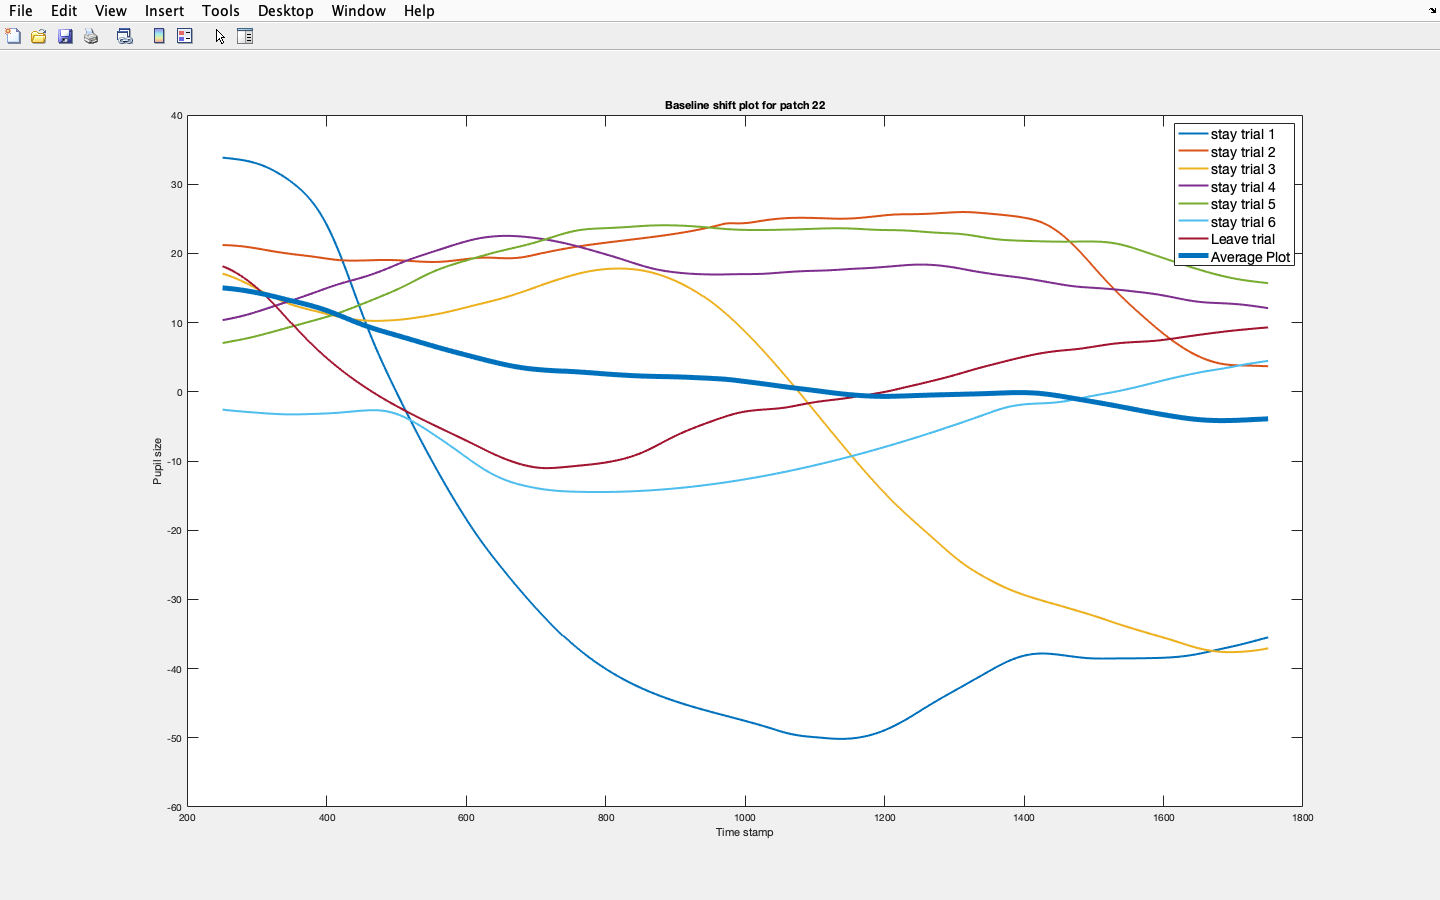 File Edit View Insert Tools Desktop Window Help
Baseline shift plot for patch 22
40
30
20
10
0
-10
-20
-30
-40
-50
-60
Pupil size
200 400 600 800 1000 1200 1400 1600 1800
Time stamp
stay trial 1
stay trial 2
stay trial 3
stay trial 4
stay trial 5
stay trial 6
Leave trial
Average Plot